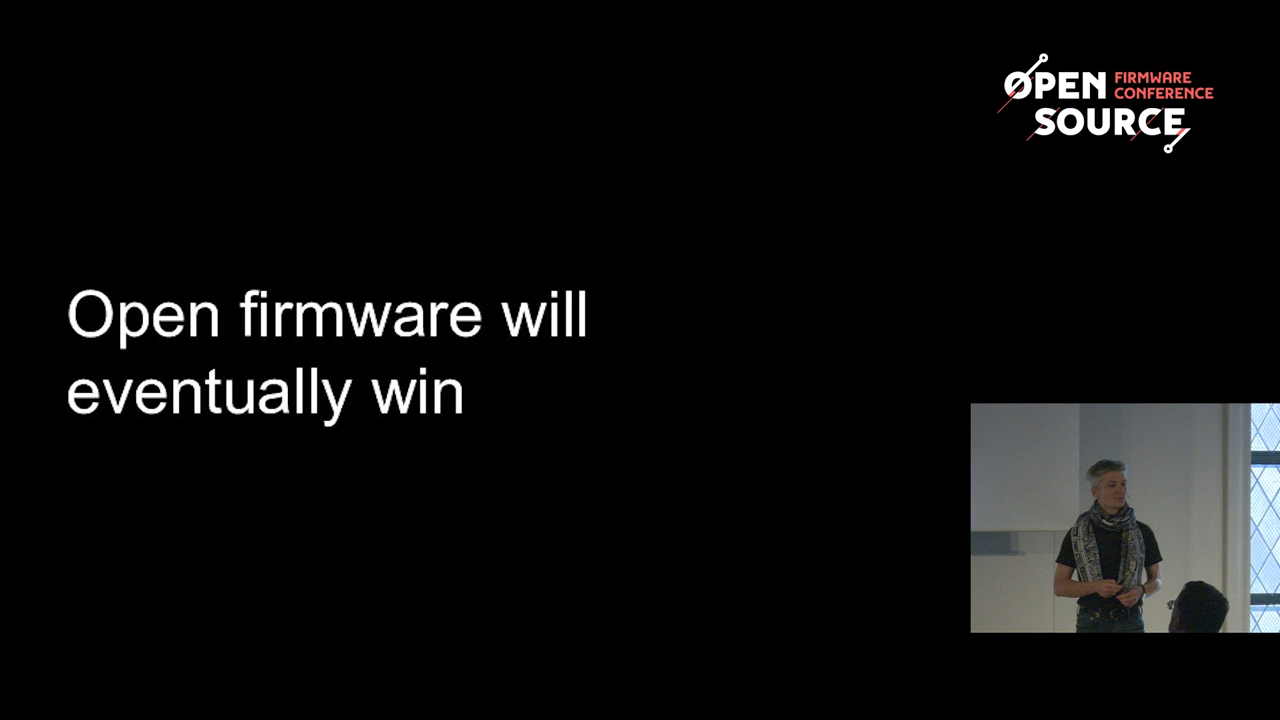 OPEN FIRMWARE
CONFERENCE
SOURCE
Open firmware will
eventually win